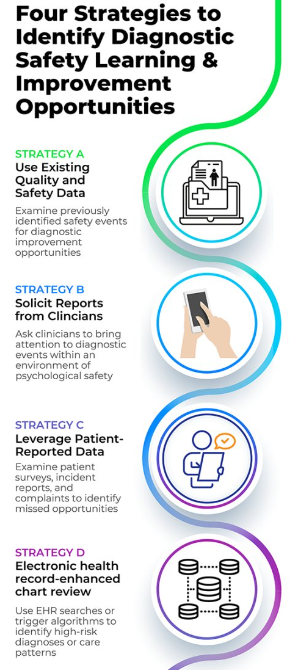 Four Strategies to
Identify Diagnostic
Safety Learning &
Improvement
Opportunities
STRATEGY A
Use Existing
Quality and
Safety Data
Examine previously
identified safety events
for diagnostic
improvement
opportunities
STRATEGY B
Solicit Reports
from Clincians
Ask clinicians to bring
attention to diagnostic
events within an
environment of
psychological safety
STRATEGY C
Leverage Patient-
Reported Data
Examine patient
surveys, incident
reports, and
complaints to identify
missed opportunities
STRATEGY D
Electronic health
record-enhanced
chart review
Use EHR searches or
trigger algorithms to
identify high-risk
diagnoses or care
patterns